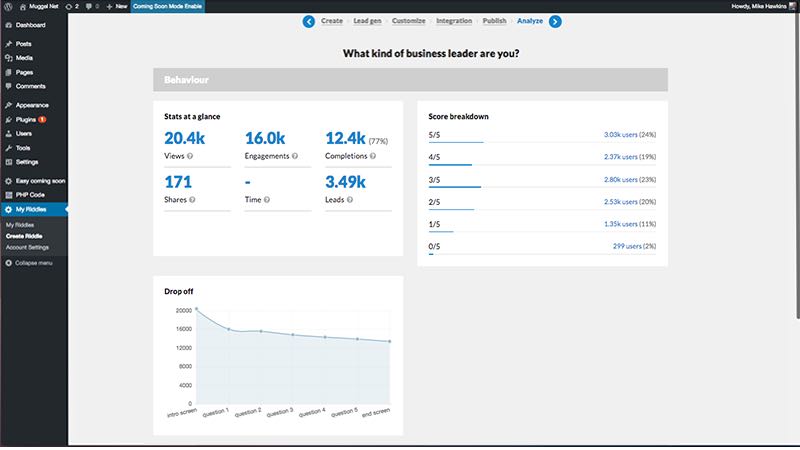 Muggal Net 2 0 + New Coming Soon Mode Enable Howdy, Mike Hawkins
Dashboard
Posts
Media
Pages
Comments
Appearance
Plugins 1
Users
Tools
Settings
Easy coming soon
PHP Code
My Riddles
My Riddles
Create Riddle
Account Settings
Collapse menu
Create Lead gen Customize Integration Publish Analyze
What kind of business leader are you?
Behaviour
Stats at a glance
20.4k 16.0k 12.4k (77%)
Views Engagements Completions
171 - 3.49k
Shares Time Leads
Score breakdown
5/5 3.03k users (24%)
4/5 2.37k users (19%)
3/5 2.80k users (23%)
2/5 2.53k users (20%)
1/5 1.35k users (11%)
0/5 299 users (2%)
Drop off
20000
16000
12000
8000
4000
0
intro screen question 1 question 2 question 3 question 4 question 5 end screen